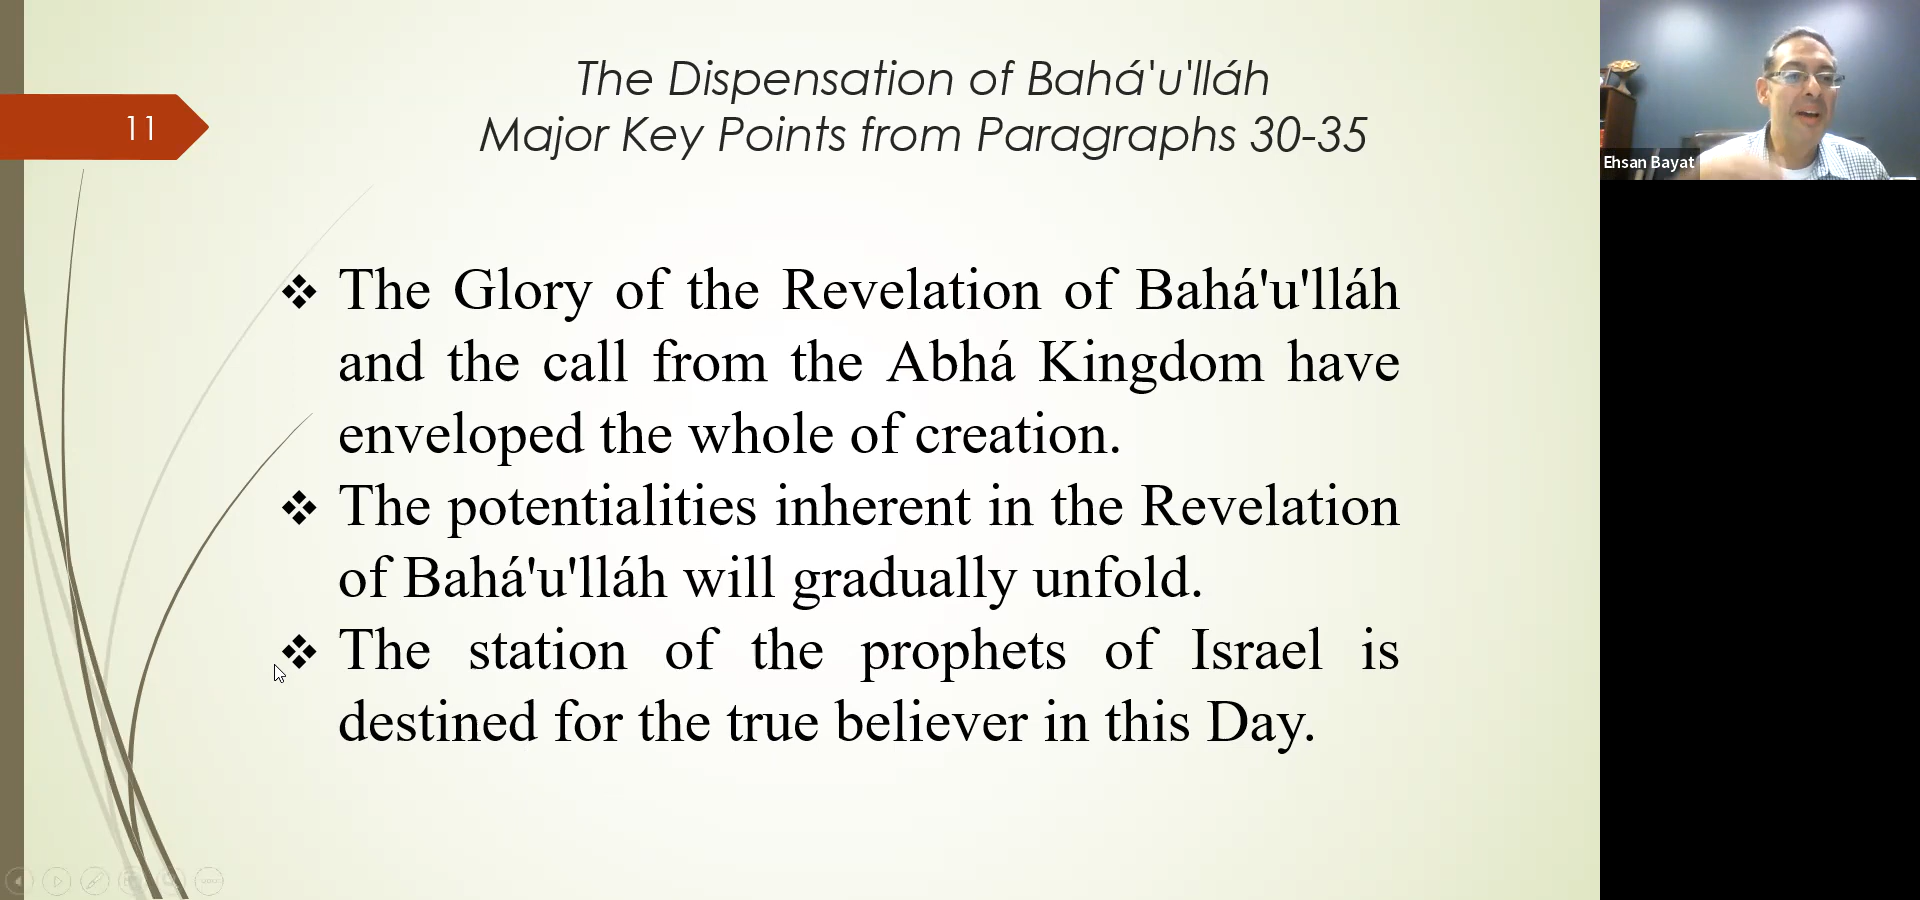 The Dispensation of Bahá'u'lláh
Major Key Points from Paragraphs 30-35
11
Ehsan Bayat
❖ The Glory of the Revelation of Bahá'u'lláh
and the call from the Abhá Kingdom have
enveloped the whole of creation.
❖ The potentialities inherent in the Revelation
of Bahá'u'lláh will gradually unfold.
❖ The station of the prophets of Israel is
destined for the true believer in this Day.